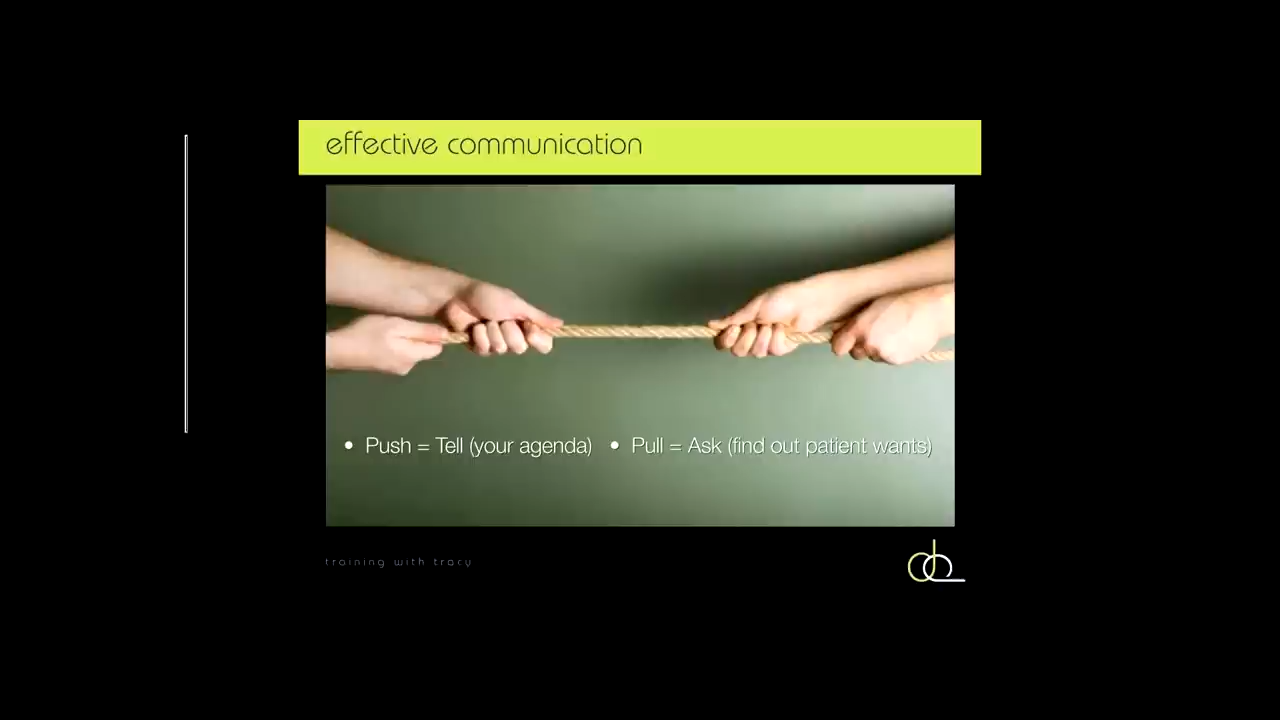 effective communication
• Push = Tell (your agenda) • Pull = Ask (find out patient wants)
training with tracy